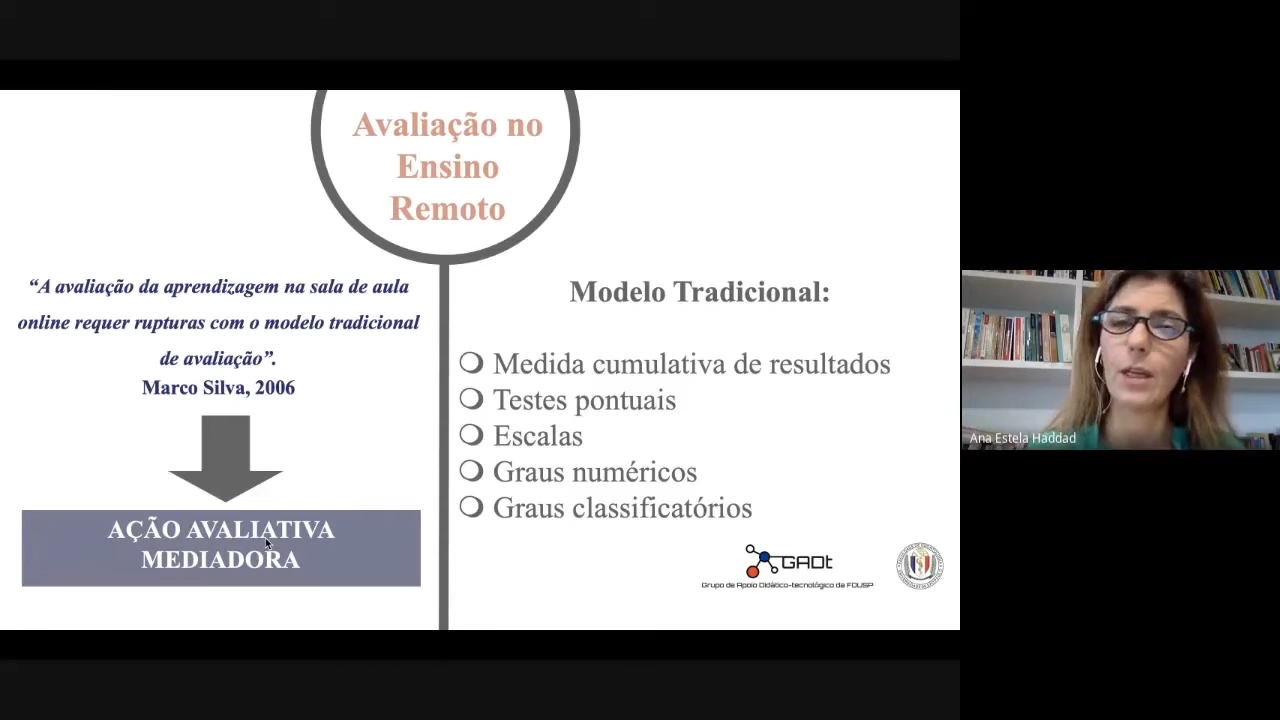 Avaliação no
Ensino
Remoto
“A avaliação da aprendizagem na sala de aula
online requer rupturas com o modelo tradicional
de avaliação”.
Marco Silva, 2006
AÇÃO AVALIATIVA
MEDIADORA
Modelo Tradicional:
Medida cumulativa de resultados
Testes pontuais
Escalas
Graus numéricos
Graus classificatórios
GADt
Grupo de Apoio Didático-tecnológico da FOUSP
Ana Estela Haddad